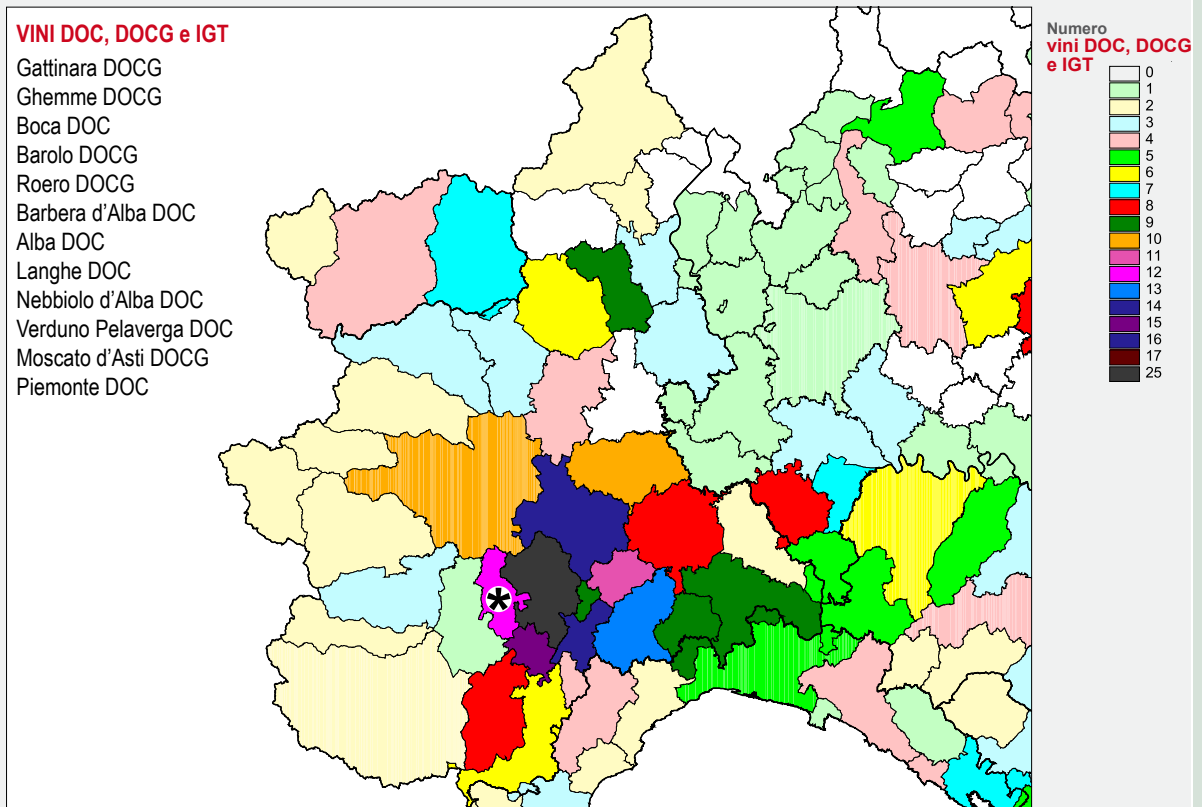 VINI DOC, DOCG e IGT
Gattinara DOCG
Ghemme DOCG
Boca DOC
Barolo DOCG
Roero DOCG
Barbera d'Alba DOC
Alba DOC
Langhe DOC
Nebbiolo d'Alba DOC
Verduno Pelaverga DOC
Moscato d'Asti DOCG
Piemonte DOC
Numero
vini DOC, DOCG
e IGT
0
1
2
3
4
5
6
7
8
9
10
11
12
13
14
15
16
17
25
*